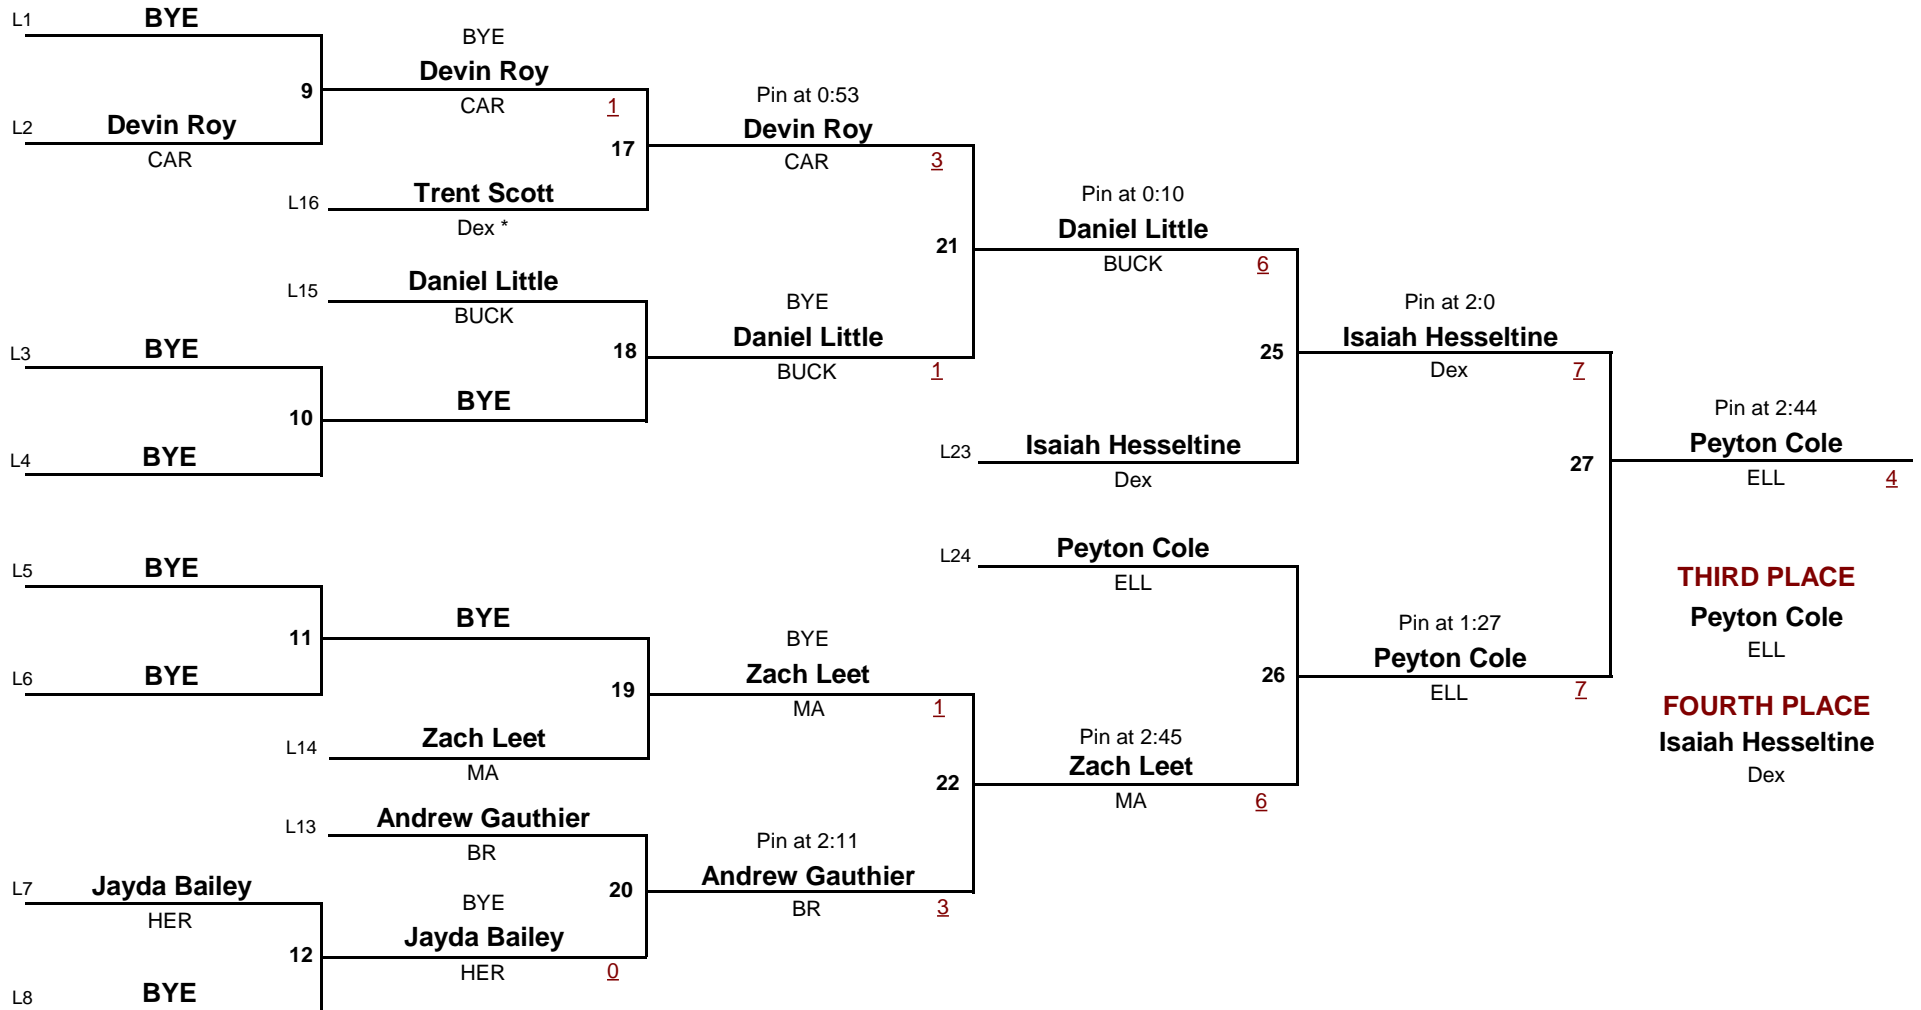 L1
BYE
9
L2
Devin Roy
CAR
BYE
Devin Roy
CAR
1
17
L16
Trent Scott
Dex *
Pin at 0:53
Devin Roy
CAR
3
21
L15
Daniel Little
BUCK
L3
BYE
10
L4
BYE
BYE
18
BYE
Daniel Little
BUCK
1
Pin at 0:10
Daniel Little
BUCK
6
25
L23
Isaiah Hesseltine
Dex
Pin at 2:0
Isaiah Hesseltine
Dex
7
27
Pin at 2:44
Peyton Cole
ELL
4
L5
BYE
11
L6
BYE
BYE
19
L14
Zach Leet
MA
BYE
Zach Leet
MA
1
22
L13
Andrew Gauthier
BR
L7
Jayda Bailey
HER
12
L8
BYE
BYE
Jayda Bailey
HER
0
20
Pin at 2:11
Andrew Gauthier
BR
3
L24
Peyton Cole
ELL
26
Pin at 2:45
Zach Leet
MA
6
Pin at 1:27
Peyton Cole
ELL
7
THIRD PLACE
Peyton Cole
ELL
FOURTH PLACE
Isaiah Hesseltine
Dex